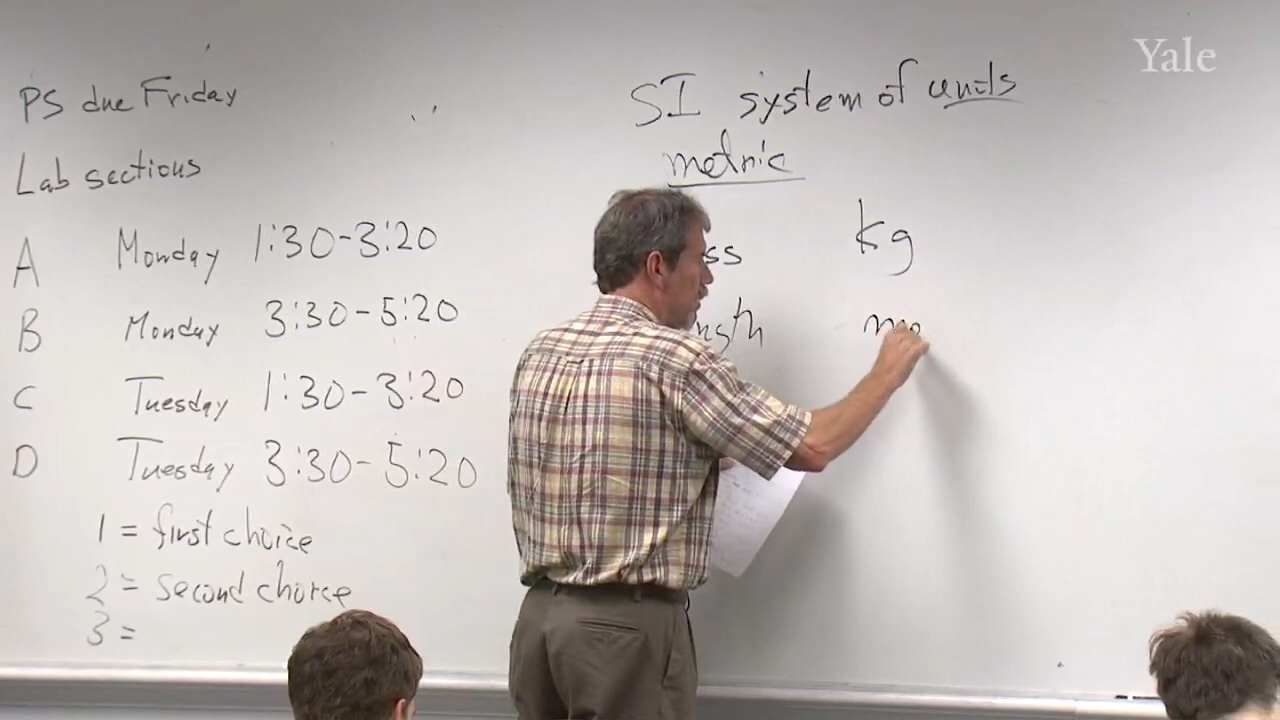 Yale
PS due Friday
Lab sections
A Monday 1:30-3:20
B Monday 3:30-5:20
C Tuesday 1:30-3:20
D Tuesday 3:30-5:20
1 = first choice
2 = second choice
3 =
SI system of units
metric
kg